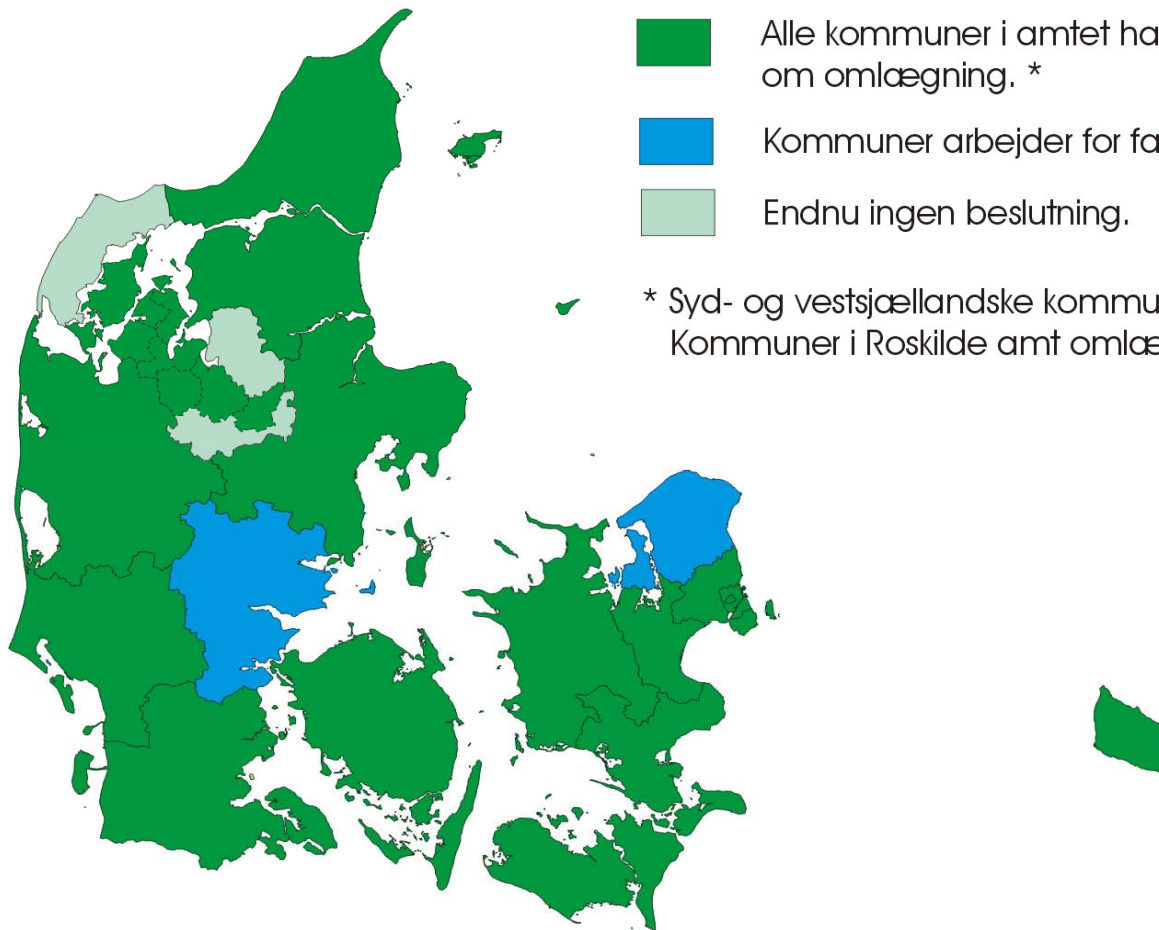 Alle kommuner i amtet ha
om omlægning. *
Kommuner arbejder for fa
Endnu ingen beslutning.
* Syd- og vestsjællandske kommu
Kommuner i Roskilde amt omlæ